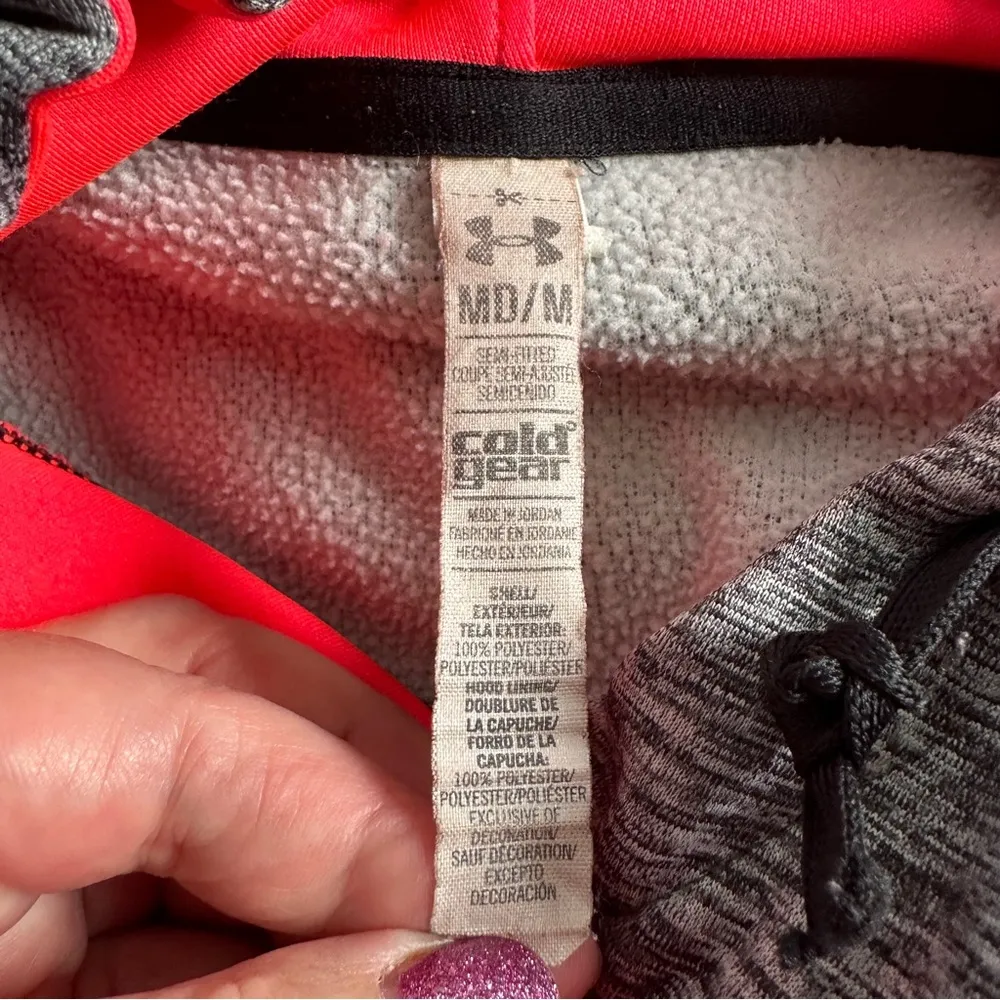 MD/M
SEMI-FITTED
COUPE SEMI-AJUSTÉE
SEMICEÑIDO
cold
gear
MADE IN JORDAN
FABRIQUÉ EN JORDANIE
HECHO EN JORDANIA
SHELL/
EXTÉRIEUR/
TELA EXTERIOR:
100% POLYESTER/
POLYESTER/POLIÉSTER
HOOD LINING/
DOUBLURE DE
LA CAPUCHE/
FORRO DE LA
CAPUCHA:
100% POLYESTER/
POLYESTER/POLIÉSTER
EXCLUSIVE OF
DECORATION/
SAUF DÉCORATION/
EXCEPTO
DECORACIÓN